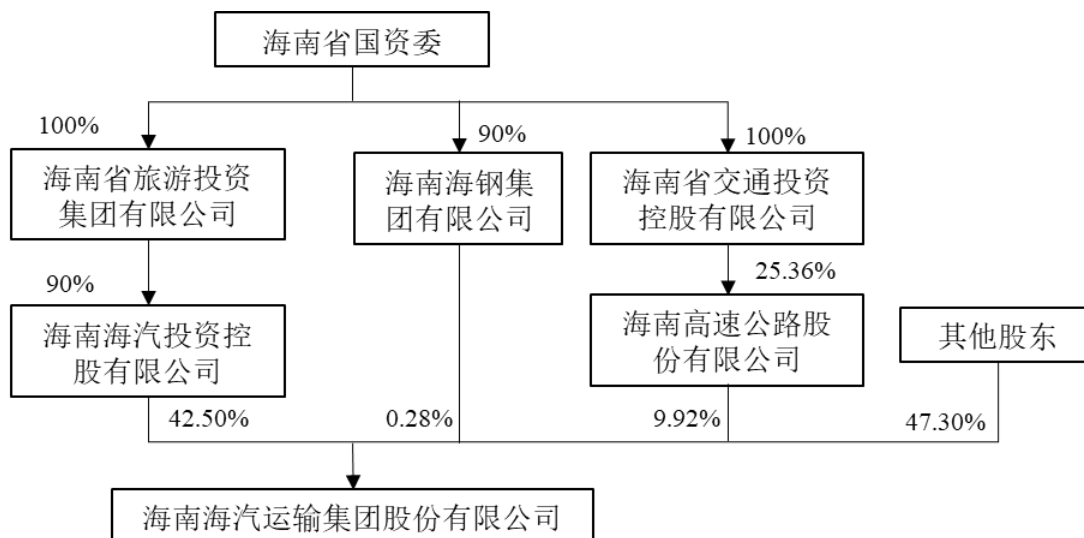 海南省国资委
100%
90%
100%
海南省旅游投资
集团有限公司
海南海钢集
团有限公司
海南省交通投资
控股有限公司
90%
25.36%
海南海汽投资控
股有限公司
海南高速公路股
份有限公司
其他股东
42.50%
0.28%
9.92%
47.30%
海南海汽运输集团股份有限公司